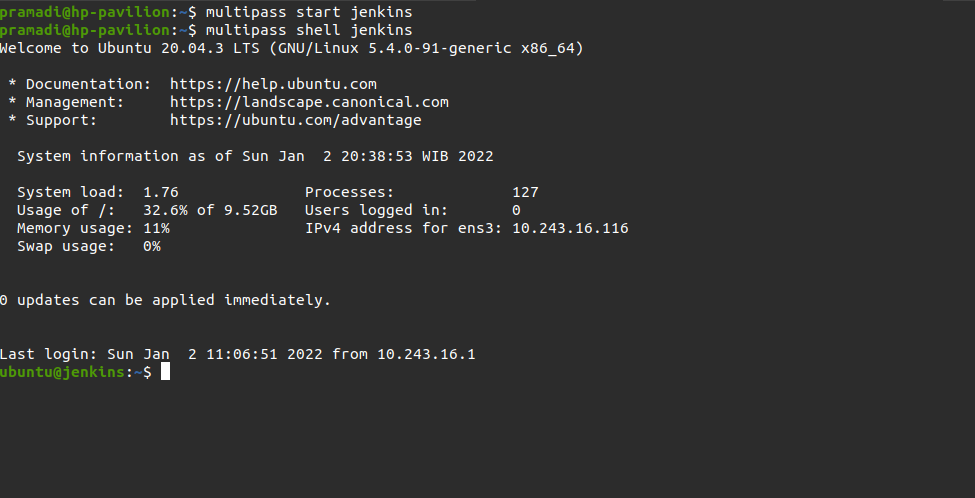 pramadi@hp-pavilion:~$ multipass start jenkins
pramadi@hp-pavilion:~$ multipass shell jenkins
Welcome to Ubuntu 20.04.3 LTS (GNU/Linux 5.4.0-91-generic x86_64)
* Documentation:  https://help.ubuntu.com
* Management:     https://landscape.canonical.com
* Support:        https://ubuntu.com/advantage
System information as of Sun Jan  2 20:38:53 WIB 2022
System load:  1.76              Processes:             127
Usage of /:   32.6% of 9.52GB   Users logged in:       0
Memory usage: 11%               IPv4 address for ens3: 10.243.16.116
Swap usage:   0%
0 updates can be applied immediately.
Last login: Sun Jan  2 11:06:51 2022 from 10.243.16.1
ubuntu@jenkins:~$